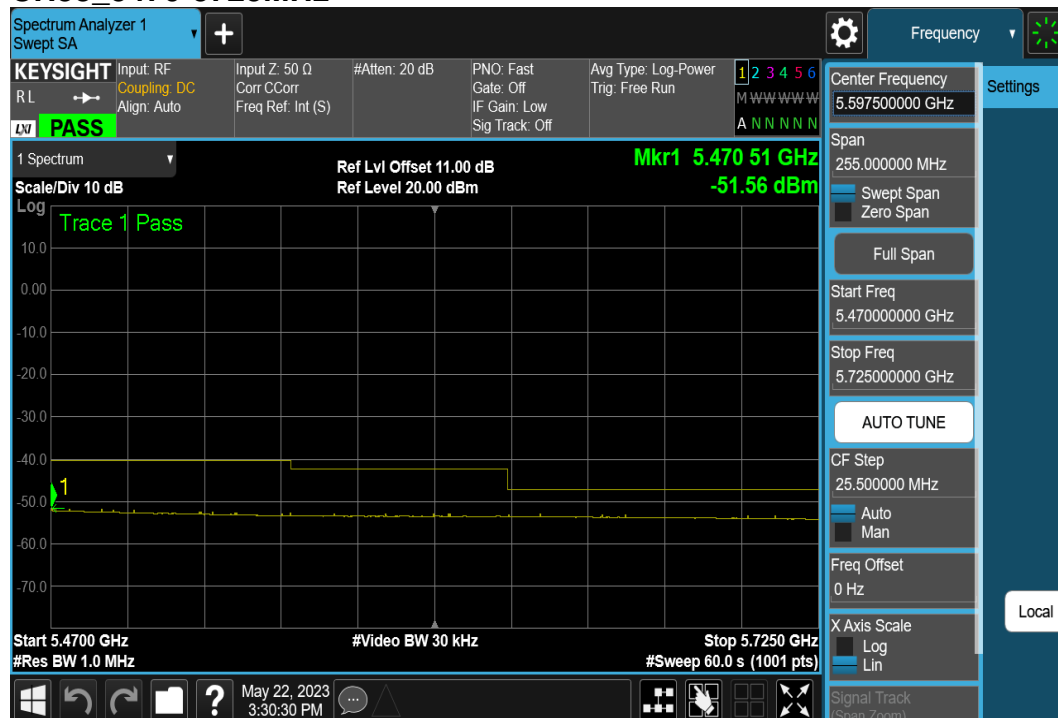 Spectrum Analyzer 1
Swept SA
Frequency
KEYSIGHT
RL
LXI PASS
Input: RF
Coupling: DC
Align: Auto
Input Z: 50 Ω
Corr CCorr
Freq Ref: Int (S)
#Atten: 20 dB
PNO: Fast
Gate: Off
IF Gain: Low
Sig Track: Off
Avg Type: Log-Power
Trig: Free Run
1 2 3 4 5 6
M W W W W W
A N N N N N
1 Spectrum
Scale/Div 10 dB
Ref Lvl Offset 11.00 dB
Ref Level 20.00 dBm
Mkr1 5.470 51 GHz
-51.56 dBm
Log
Trace 1 Pass
10.0
0.00
-10.0
-20.0
-30.0
-40.0
1
-50.0
-60.0
-70.0
Start 5.4700 GHz
#Res BW 1.0 MHz
#Video BW 30 kHz
Stop 5.7250 GHz
#Sweep 60.0 s (1001 pts)
May 22, 2023
3:30:30 PM
Center Frequency
5.597500000 GHz
Span
255.000000 MHz
Swept Span
Zero Span
Full Span
Start Freq
5.470000000 GHz
Stop Freq
5.725000000 GHz
AUTO TUNE
CF Step
25.500000 MHz
Auto
Man
Freq Offset
0 Hz
X Axis Scale
Log
Lin
Signal Track
(Span Zoom)
Settings
Local